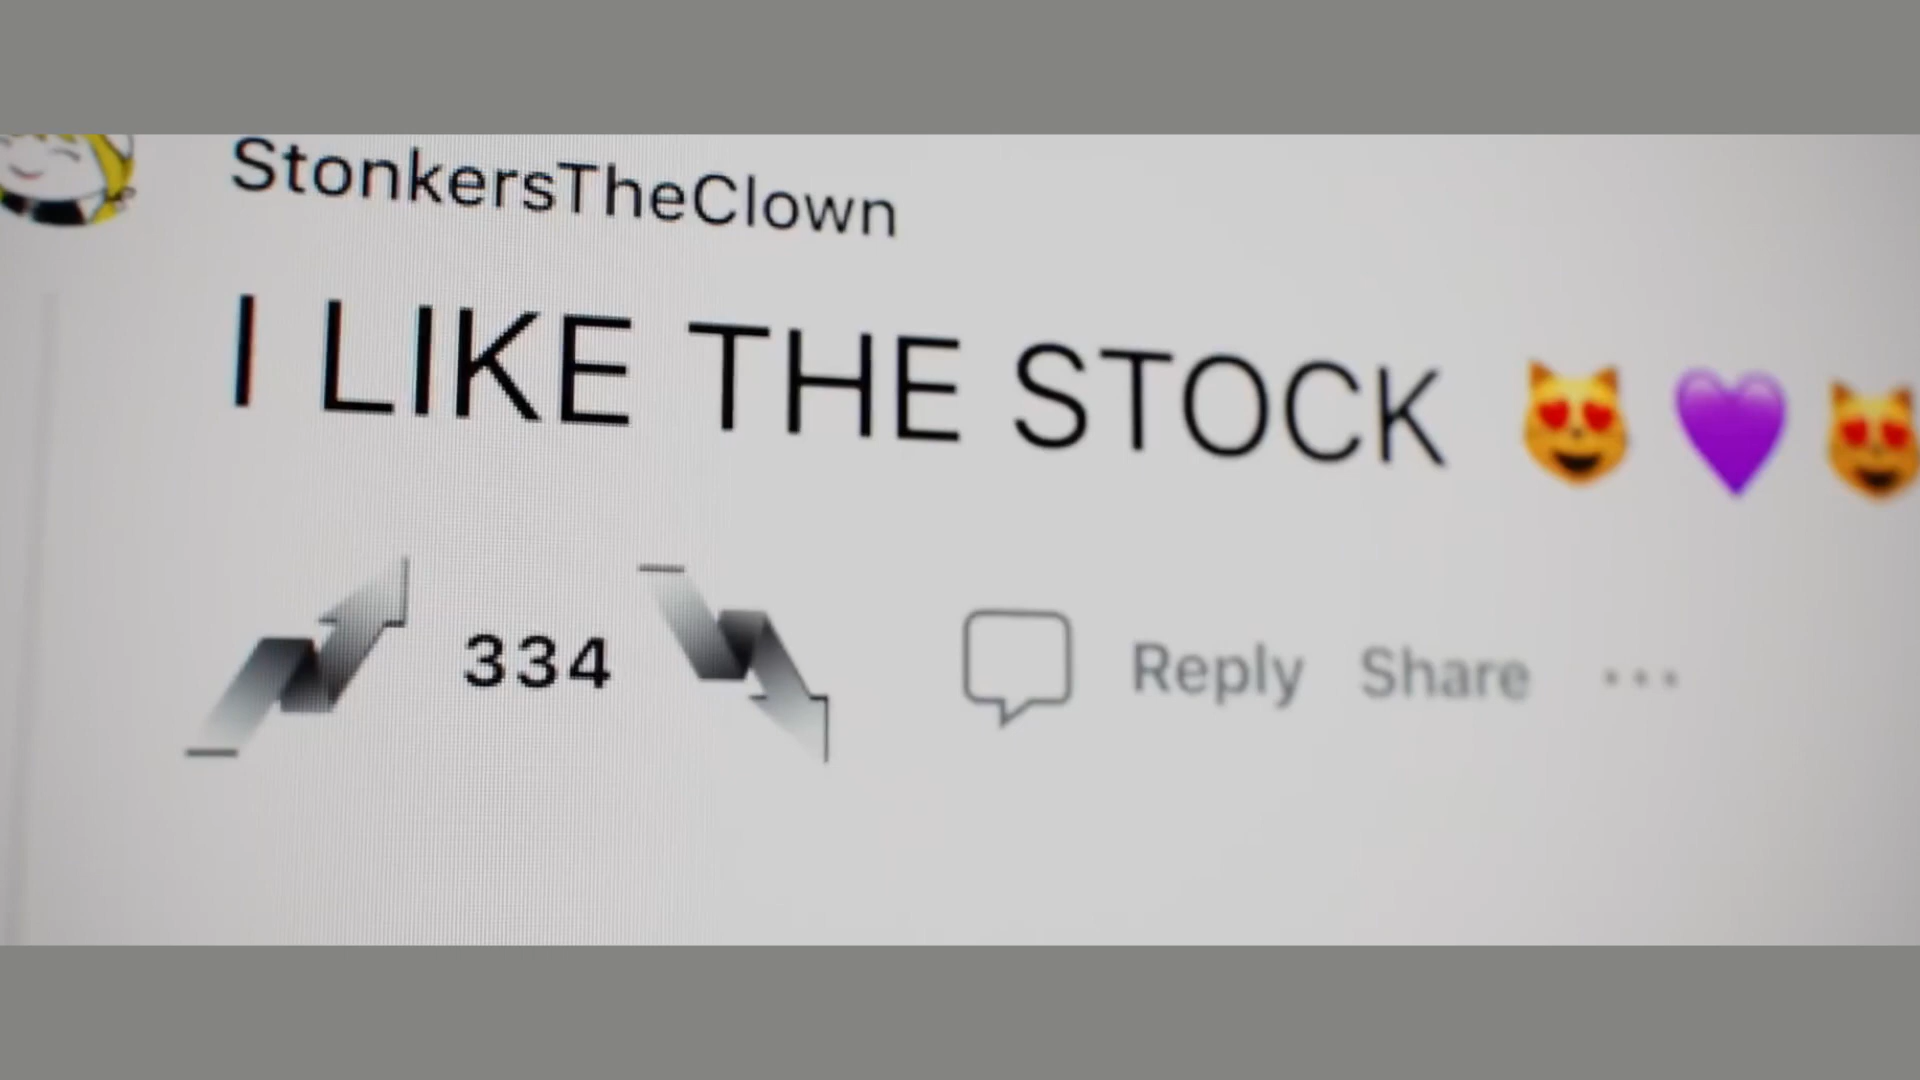 StonkersTheClown
I LIKE THE STOCK 😻💜😻
334 Reply Share ...